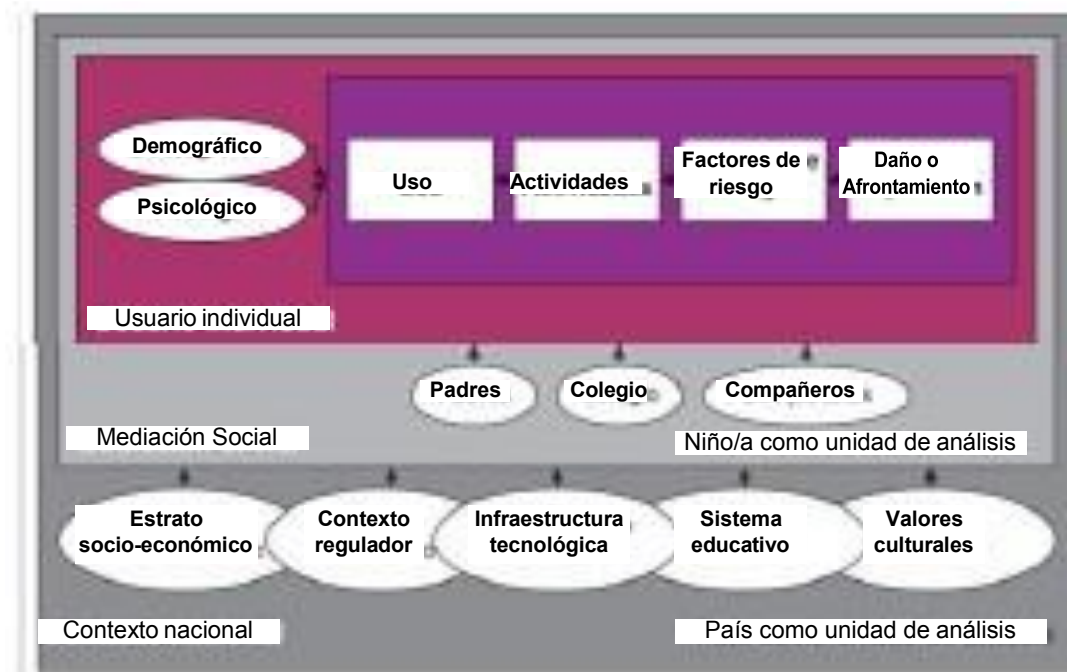 Demográfico
Psicológico
Uso
Actividades
Factores de
riesgo
Daño o
Afrontamiento
Usuario individual
Padres
Colegio
Compañeros
Mediación Social
Niño/a como unidad de análisis
Estrato
socio-económico
Contexto
regulador
Infraestructura
tecnológica
Sistema
educativo
Valores
culturales
Contexto nacional
País como unidad de análisis